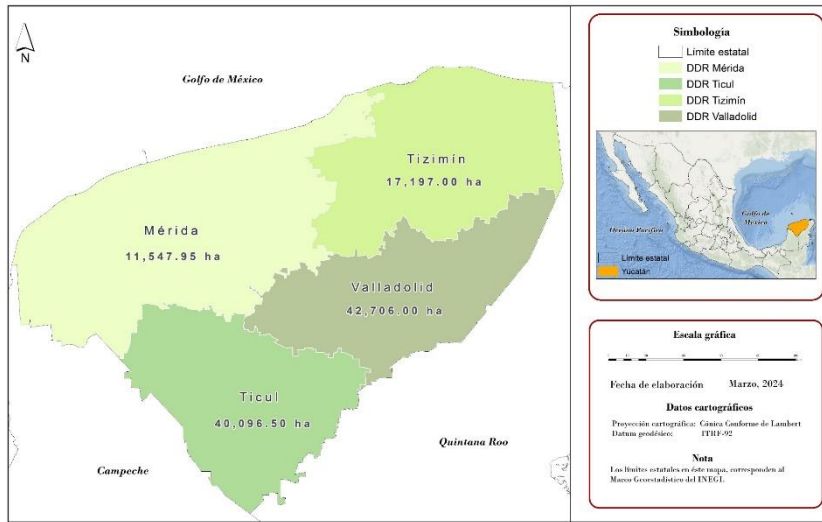 N
Golfo de México
Tizimín
17,197.00 ha
Mérida
11,547.95 ha
Valladolid
42,706.00 ha
Ticul
40,096.50 ha
Quintana Roo
Campeche
Simbología
Límite estatal
DDR Mérida
DDR Ticul
DDR Tizimín
DDR Valladolid
Golfo de
México
Océano Pacífico
Límite estatal
Yucatán
Escala gráfica
Fecha de elaboración Marzo, 2024
Datos cartográficos
Proyección cartográfica: Cónica Conforme de Lambert
Datum geodésico: ITRF-92
Nota
Los límites estatales en éste mapa, corresponden al
Marco Geoestadístico del INEGI.